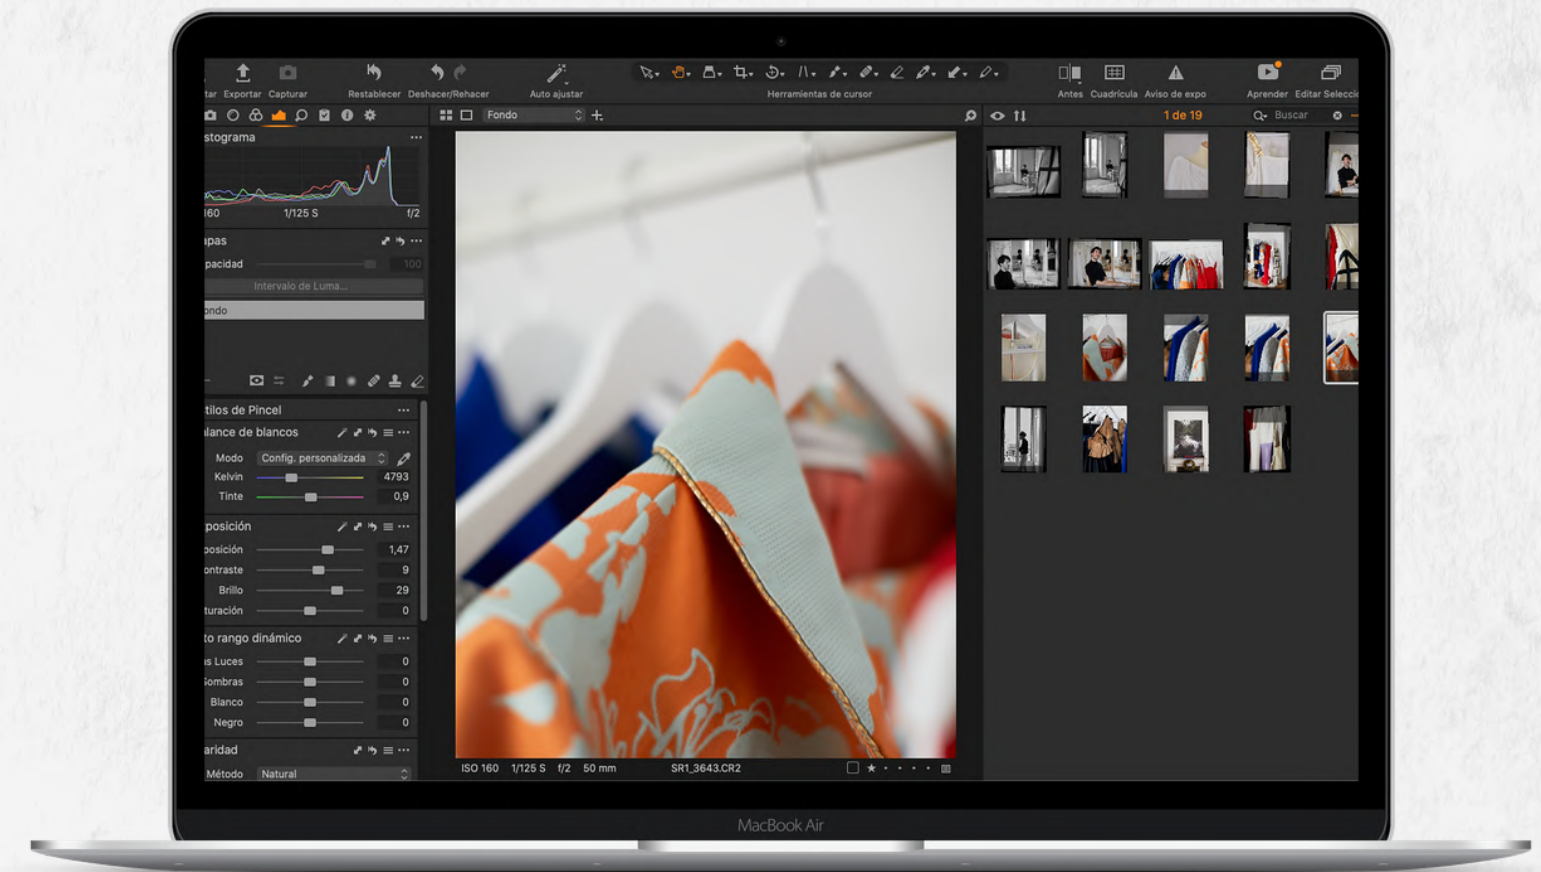 tar Exportar Capturar Restablecer Deshacer/Rehacer Auto ajustar Herramientas de cursor Antes Cuadrícula Aviso de expo Aprender Editar Selecció
Fondo
1 de 19
Buscar
stograma
160 1/125 S f/2
apas
pacidad 100
Intervalo de Luma...
ondo
tilos de Pincel
alance de blancos
Modo Config. personalizada
Kelvin 4793
Tinte 0,9
posición
posición 1,47
ontraste 9
Brillo 29
turación 0
to rango dinámico
s Luces 0
Sombras 0
Blanco 0
Negro 0
aridad
Método Natural
ISO 160 1/125 S f/2 50 mm SR1_3643.CR2
MacBook Air